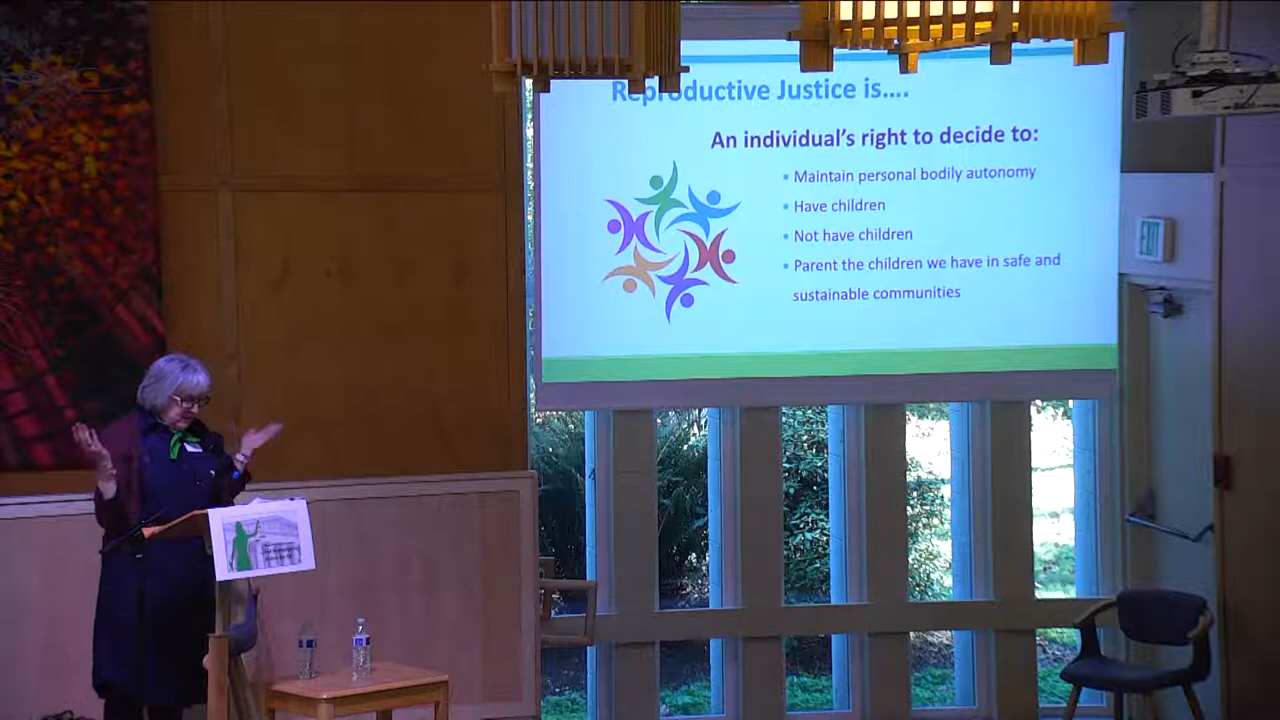 Reproductive Justice is....
An individual's right to decide to:
• Maintain personal bodily autonomy
• Have children
• Not have children
• Parent the children we have in safe and
sustainable communities
EXIT